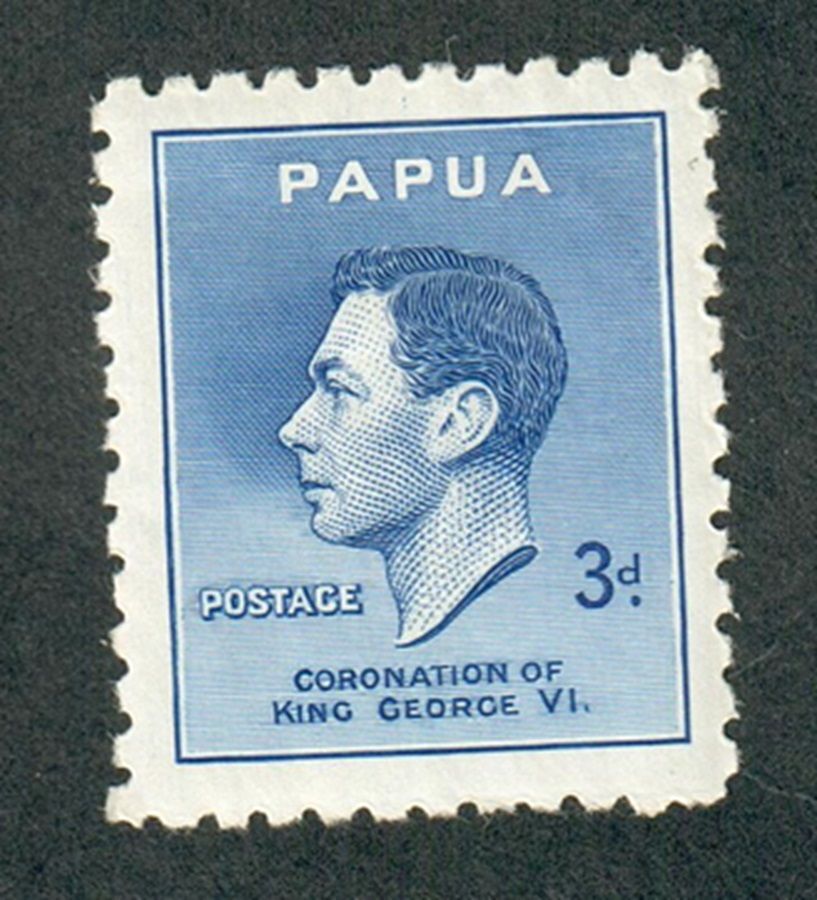 PAPUA
POSTAGE
3d.
CORONATION OF
KING GEORGE VI.